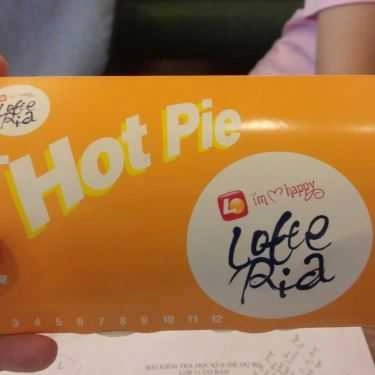 Lotte
Ria
Hot Pie
i'm happy
Lotte
Ria
3 4 5 6 7 8 9 10 11 12